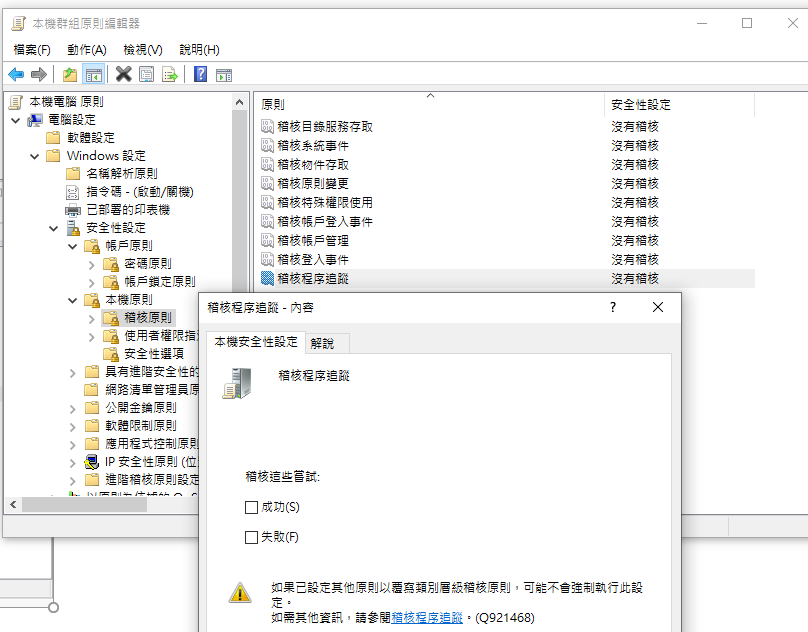 本機群組原則編輯器
檔案(F) 動作(A) 檢視(V) 說明(H)
本機電腦 原則
電腦設定
軟體設定
Windows 設定
名稱解析原則
指令碼 - (啟動/關機)
已部署的印表機
安全性設定
帳戶原則
密碼原則
帳戶鎖定原則
本機原則
稽核原則
使用者權限指
安全性選項
具有進階安全性的
網路清單管理員原
公開金鑰原則
軟體限制原則
應用程式控制原則
IP 安全性原則 (位
進階稽核原則設定
原則 安全性設定
稽核目錄服務存取 沒有稽核
稽核系統事件 沒有稽核
稽核物件存取 沒有稽核
稽核原則變更 沒有稽核
稽核特殊權限使用 沒有稽核
稽核帳戶登入事件 沒有稽核
稽核帳戶管理 沒有稽核
稽核登入事件 沒有稽核
稽核程序追蹤 沒有稽核
稽核程序追蹤 - 內容
本機安全性設定 解說
稽核程序追蹤
稽核這些嘗試:
成功(S)
失敗(F)
如果已設定其他原則以覆寫類別層級稽核原則，可能不會強制執行此設
定。
如需其他資訊，請參閱稽核程序追蹤。(Q921468)